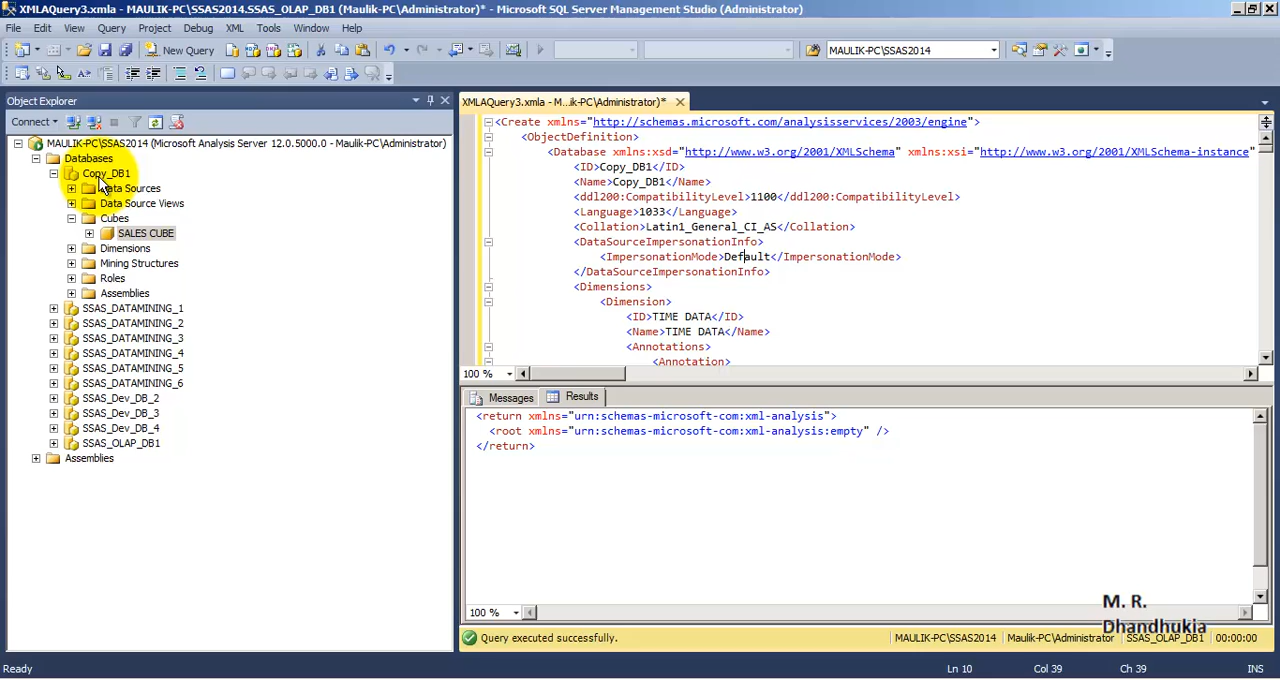 XMLAQuery3.xmla - MAULIK-PC\SSAS2014.SSAS_OLAP_DB1 (Maulik-PC\Administrator)* - Microsoft SQL Server Management Studio (Administrator)
File Edit View Query Project Debug XML Tools Window Help
New Query MAULIK-PC\SSAS2014
Object Explorer
Connect
MAULIK-PC\SSAS2014 (Microsoft Analysis Server 12.0.5000.0 - Maulik-PC\Administrator)
Databases
Copy_DB1
Data Sources
Data Source Views
Cubes
SALES CUBE
Dimensions
Mining Structures
Roles
Assemblies
SSAS_DATAMINING_1
SSAS_DATAMINING_2
SSAS_DATAMINING_3
SSAS_DATAMINING_4
SSAS_DATAMINING_5
SSAS_DATAMINING_6
SSAS_Dev_DB_2
SSAS_Dev_DB_3
SSAS_Dev_DB_4
SSAS_OLAP_DB1
Assemblies
XMLAQuery3.xmla - M...ik-PC\Administrator)*
<Create xmlns="http://schemas.microsoft.com/analysisservices/2003/engine">
<ObjectDefinition>
<Database xmlns:xsd="http://www.w3.org/2001/XMLSchema" xmlns:xsi="http://www.w3.org/2001/XMLSchema-instance"
<ID>Copy_DB1</ID>
<Name>Copy_DB1</Name>
<ddl200:CompatibilityLevel>1100</ddl200:CompatibilityLevel>
<Language>1033</Language>
<Collation>Latin1_General_CI_AS</Collation>
<DataSourceImpersonationInfo>
<ImpersonationMode>Default</ImpersonationMode>
</DataSourceImpersonationInfo>
<Dimensions>
<Dimension>
<ID>TIME DATA</ID>
<Name>TIME DATA</Name>
<Annotations>
<Annotation>
100 %
Messages Results
<return xmlns="urn:schemas-microsoft-com:xml-analysis">
<root xmlns="urn:schemas-microsoft-com:xml-analysis:empty" />
</return>
100 %
M. R.
Dhandhukia
Query executed successfully. MAULIK-PC\SSAS2014 Maulik-PC\Administrator SSAS_OLAP_DB1 00:00:00
Ready Ln 10 Col 39 Ch 39 INS